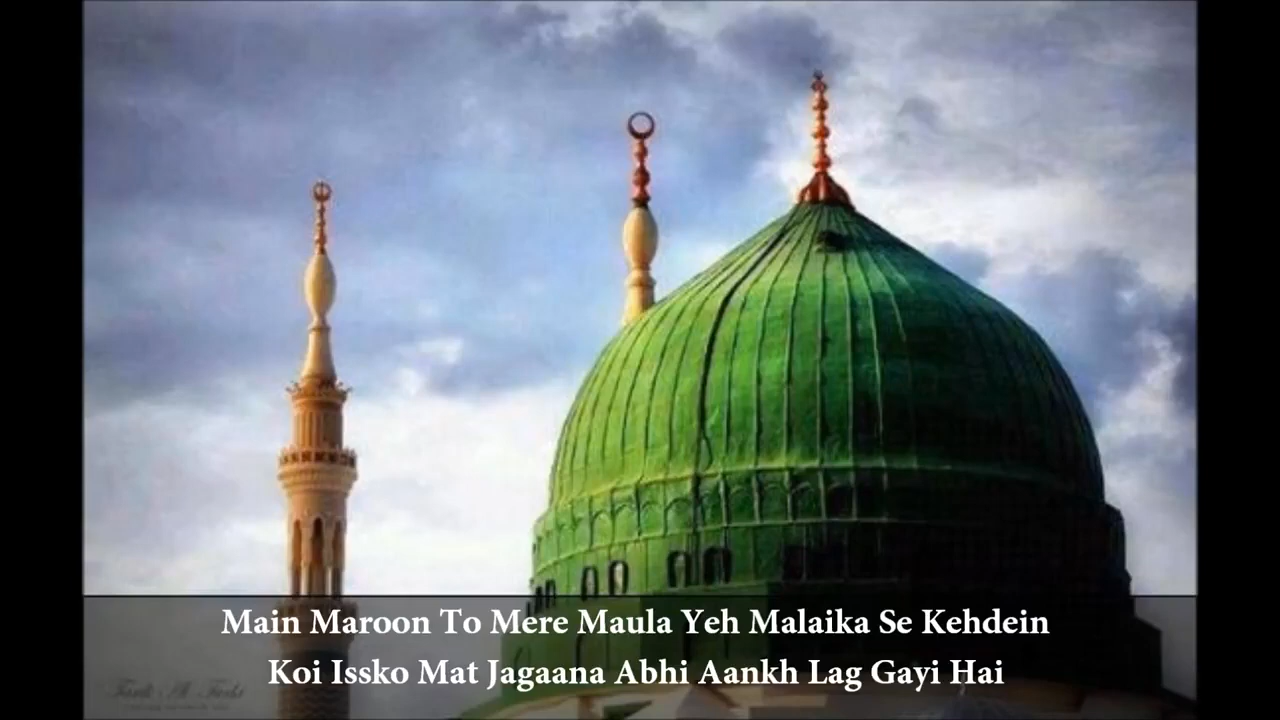 Main Maroon To Mere Maula Yeh Malaika Se Kehdein
Koi Issko Mat Jagaana Abhi Aankh Lag Gayi Hai